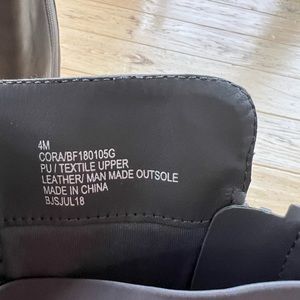 4M
CORA/BF180105G
PU / TEXTILE UPPER
LEATHER/ MAN MADE OUTSOLE
MADE IN CHINA
BJSJUL18